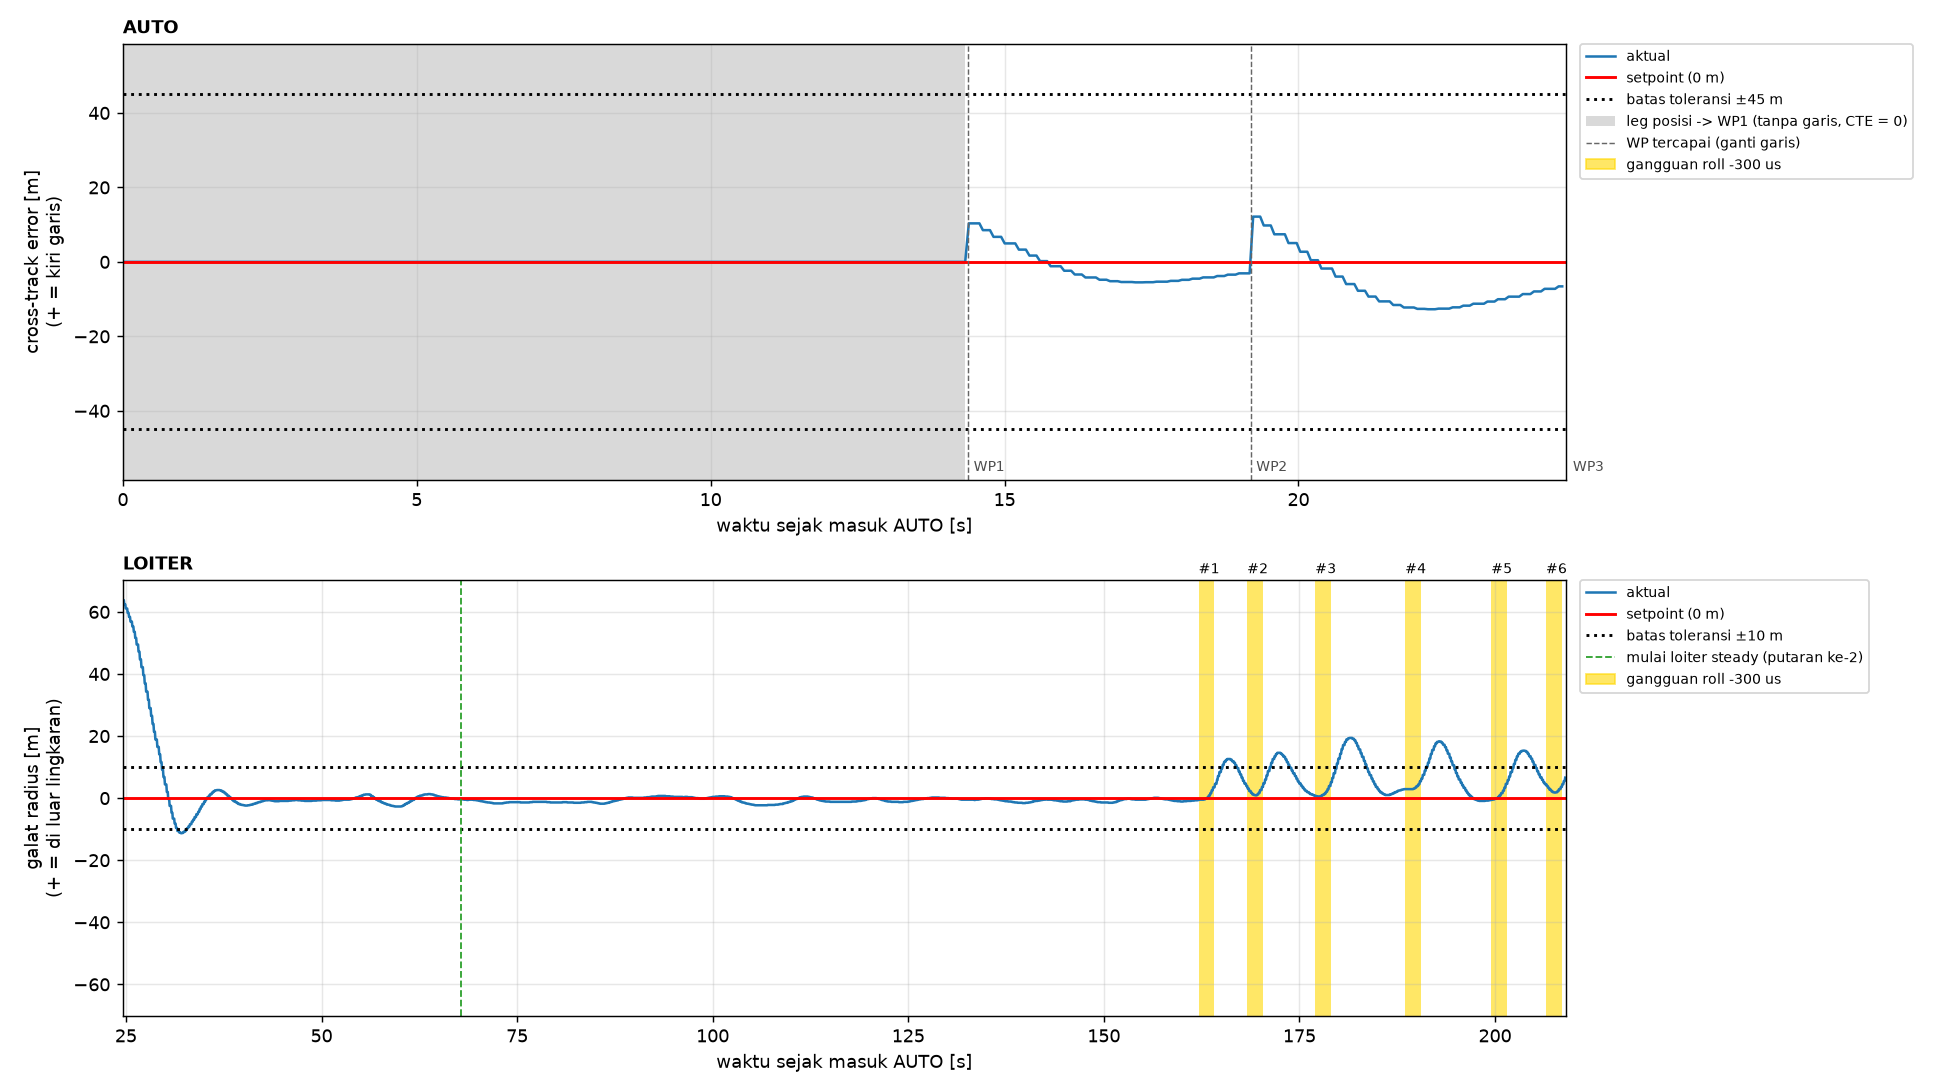 AUTO
cross-track error [m]
(+ = kiri garis)
40
20
0
−20
−40
WP1
WP2
WP3
0
5
10
15
20
waktu sejak masuk AUTO [s]
aktual
setpoint (0 m)
batas toleransi ±45 m
leg posisi -> WP1 (tanpa garis, CTE = 0)
WP tercapai (ganti garis)
gangguan roll -300 us
LOITER
#1
#2
#3
#4
#5
#6
galat radius [m]
(+ = di luar lingkaran)
60
40
20
0
−20
−40
−60
25
50
75
100
125
150
175
200
waktu sejak masuk AUTO [s]
aktual
setpoint (0 m)
batas toleransi ±10 m
mulai loiter steady (putaran ke-2)
gangguan roll -300 us